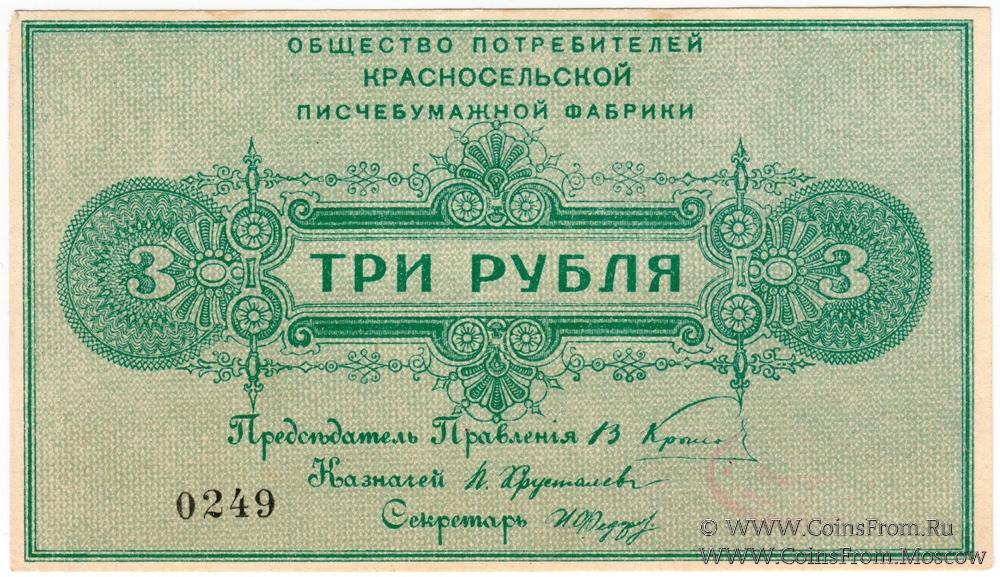 ОБЩЕСТВО ПОТРЕБИТЕЛЕЙ
КРАСНОСЕЛЬСКОЙ
ПИСЧЕБУМАЖНОЙ ФАБРИКИ
3 ТРИ РУБЛЯ 3
Предсѣдатель Правленія В
Казначей П. Хрусталевъ
0249
Секретарь
© WWW.CoinsFrom.Ru
WWW.CoinsFrom.Moscow